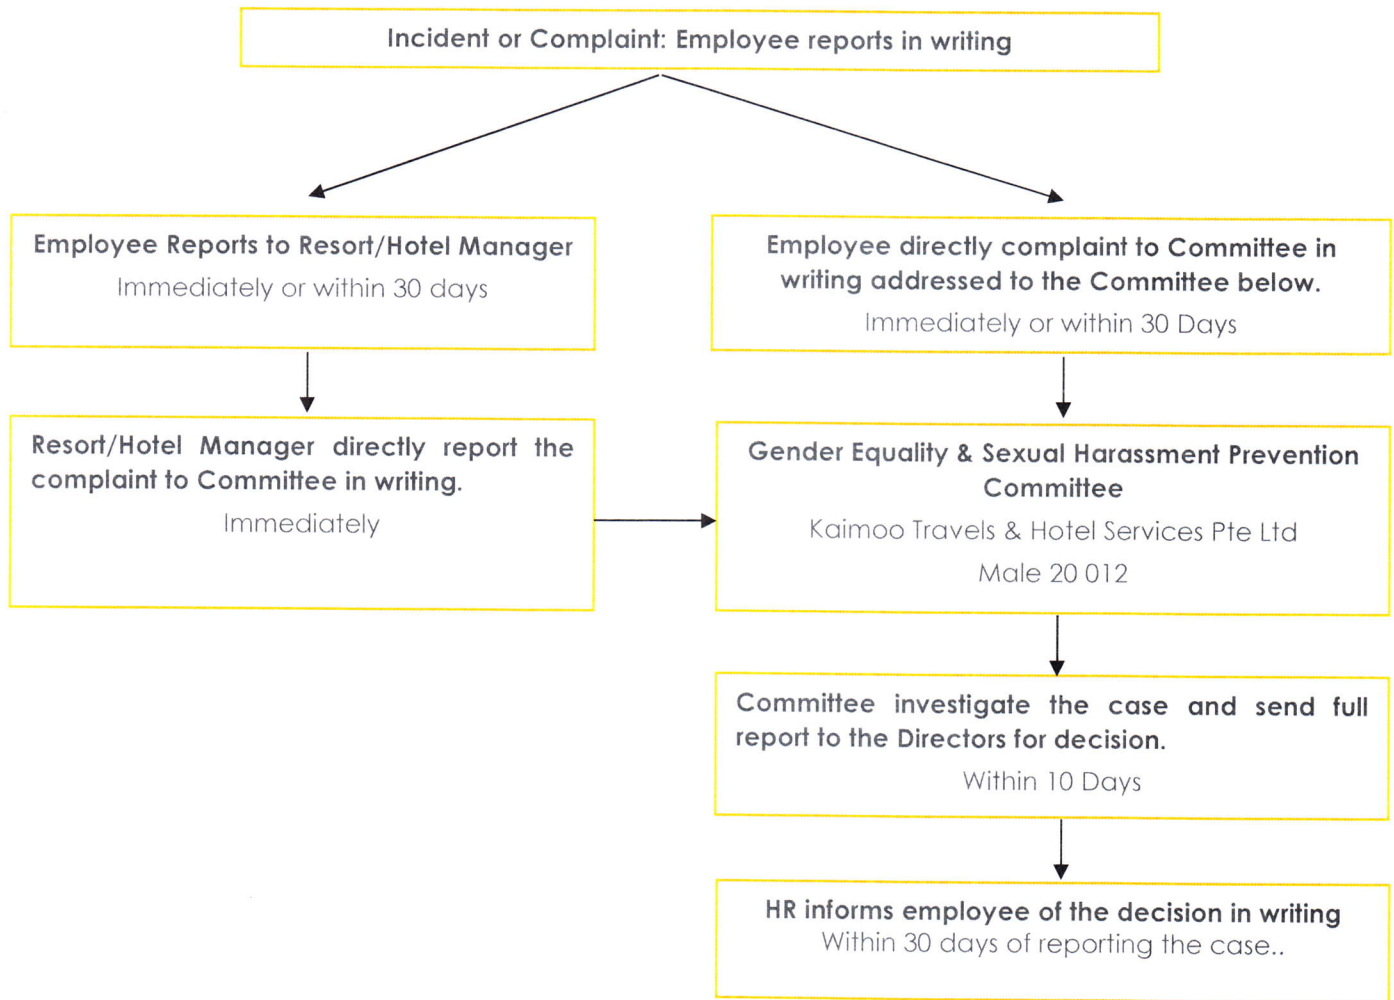 Incident or Complaint: Employee reports in writing
Employee Reports to Resort/Hotel Manager
Immediately or within 30 days
Employee directly complaint to Committee in
writing addressed to the Committee below.
Immediately or within 30 Days
Resort/Hotel Manager directly report the
complaint to Committee in writing.
Immediately
Gender Equality & Sexual Harassment Prevention
Committee
Kaimoo Travels & Hotel Services Pte Ltd
Male 20 012
Committee investigate the case and send full
report to the Directors for decision.
Within 10 Days
HR informs employee of the decision in writing
Within 30 days of reporting the case..